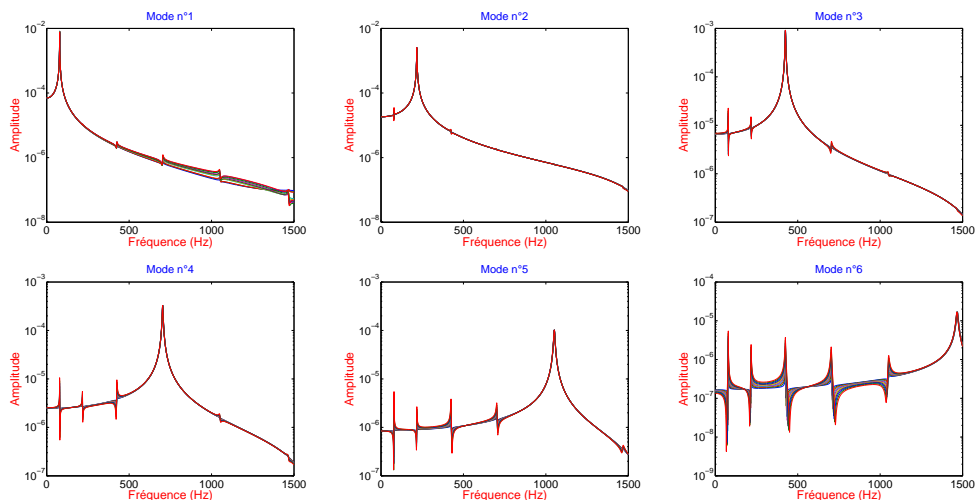 Mode n°1
10⁻²
10⁻⁴
10⁻⁶
10⁻⁸
Amplitude
0 500 1000 1500
Fréquence (Hz)
Mode n°2
10⁻²
10⁻⁴
10⁻⁶
10⁻⁸
Amplitude
0 500 1000 1500
Fréquence (Hz)
Mode n°3
10⁻³
10⁻⁴
10⁻⁵
10⁻⁶
10⁻⁷
Amplitude
0 500 1000 1500
Fréquence (Hz)
Mode n°4
10⁻³
10⁻⁴
10⁻⁵
10⁻⁶
10⁻⁷
Amplitude
0 500 1000 1500
Fréquence (Hz)
Mode n°5
10⁻³
10⁻⁴
10⁻⁵
10⁻⁶
10⁻⁷
Amplitude
0 500 1000 1500
Fréquence (Hz)
Mode n°6
10⁻⁴
10⁻⁵
10⁻⁶
10⁻⁷
10⁻⁸
10⁻⁹
Amplitude
0 500 1000 1500
Fréquence (Hz)